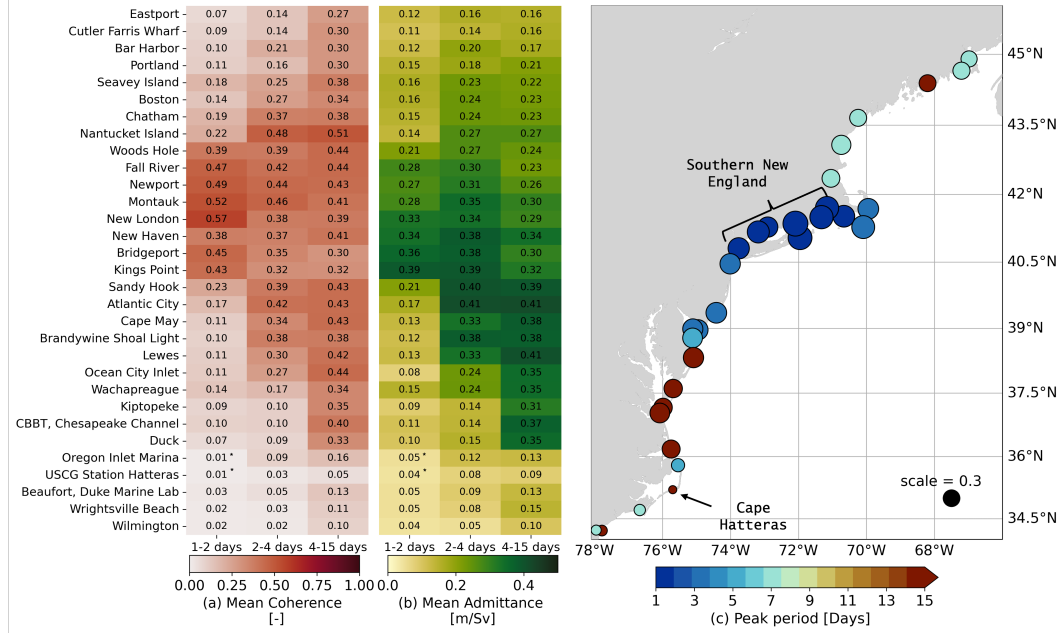 Eastport 0.07 0.14 0.27 0.12 0.16 0.16
Cutler Farris Wharf 0.09 0.14 0.30 0.11 0.14 0.16
Bar Harbor 0.10 0.21 0.30 0.12 0.20 0.17
Portland 0.11 0.16 0.30 0.15 0.18 0.21
Seavey Island 0.18 0.25 0.38 0.16 0.23 0.22
Boston 0.14 0.27 0.34 0.16 0.24 0.23
Chatham 0.19 0.37 0.38 0.15 0.24 0.23
Nantucket Island 0.22 0.48 0.51 0.14 0.27 0.27
Woods Hole 0.39 0.39 0.44 0.21 0.27 0.24
Fall River 0.47 0.42 0.44 0.28 0.30 0.23
Newport 0.49 0.44 0.43 0.27 0.31 0.26
Montauk 0.52 0.46 0.41 0.28 0.35 0.30
New London 0.57 0.38 0.39 0.33 0.34 0.29
New Haven 0.38 0.37 0.41 0.34 0.38 0.34
Bridgeport 0.45 0.35 0.30 0.36 0.38 0.30
Kings Point 0.43 0.32 0.32 0.39 0.39 0.32
Sandy Hook 0.23 0.39 0.43 0.21 0.40 0.39
Atlantic City 0.17 0.42 0.43 0.17 0.41 0.41
Cape May 0.11 0.34 0.43 0.13 0.33 0.38
Brandywine Shoal Light 0.10 0.38 0.38 0.12 0.38 0.38
Lewes 0.11 0.30 0.42 0.13 0.33 0.41
Ocean City Inlet 0.11 0.27 0.44 0.08 0.24 0.35
Wachapreague 0.14 0.17 0.34 0.15 0.24 0.35
Kiptopeke 0.09 0.10 0.35 0.09 0.14 0.31
CBBT, Chesapeake Channel 0.10 0.10 0.40 0.11 0.14 0.37
Duck 0.07 0.09 0.33 0.10 0.15 0.35
Oregon Inlet Marina 0.01* 0.09 0.16 0.05* 0.12 0.13
USCG Station Hatteras 0.01* 0.03 0.05 0.04* 0.08 0.09
Beaufort, Duke Marine Lab 0.03 0.05 0.13 0.05 0.09 0.13
Wrightsville Beach 0.02 0.03 0.11 0.05 0.08 0.15
Wilmington 0.02 0.02 0.10 0.04 0.05 0.10
1-2 days 2-4 days 4-15 days 1-2 days 2-4 days 4-15 days
0.00 0.25 0.50 0.75 1.00
(a) Mean Coherence
[-]
0.0 0.2 0.4
(b) Mean Admittance
[m/Sv]
Southern New
England
Cape
Hatteras
scale = 0.3
45°N
43.5°N
42°N
40.5°N
39°N
37.5°N
36°N
34.5°N
78°W 76°W 74°W 72°W 70°W 68°W
1 3 5 7 9 11 13 15
(c) Peak period [Days]